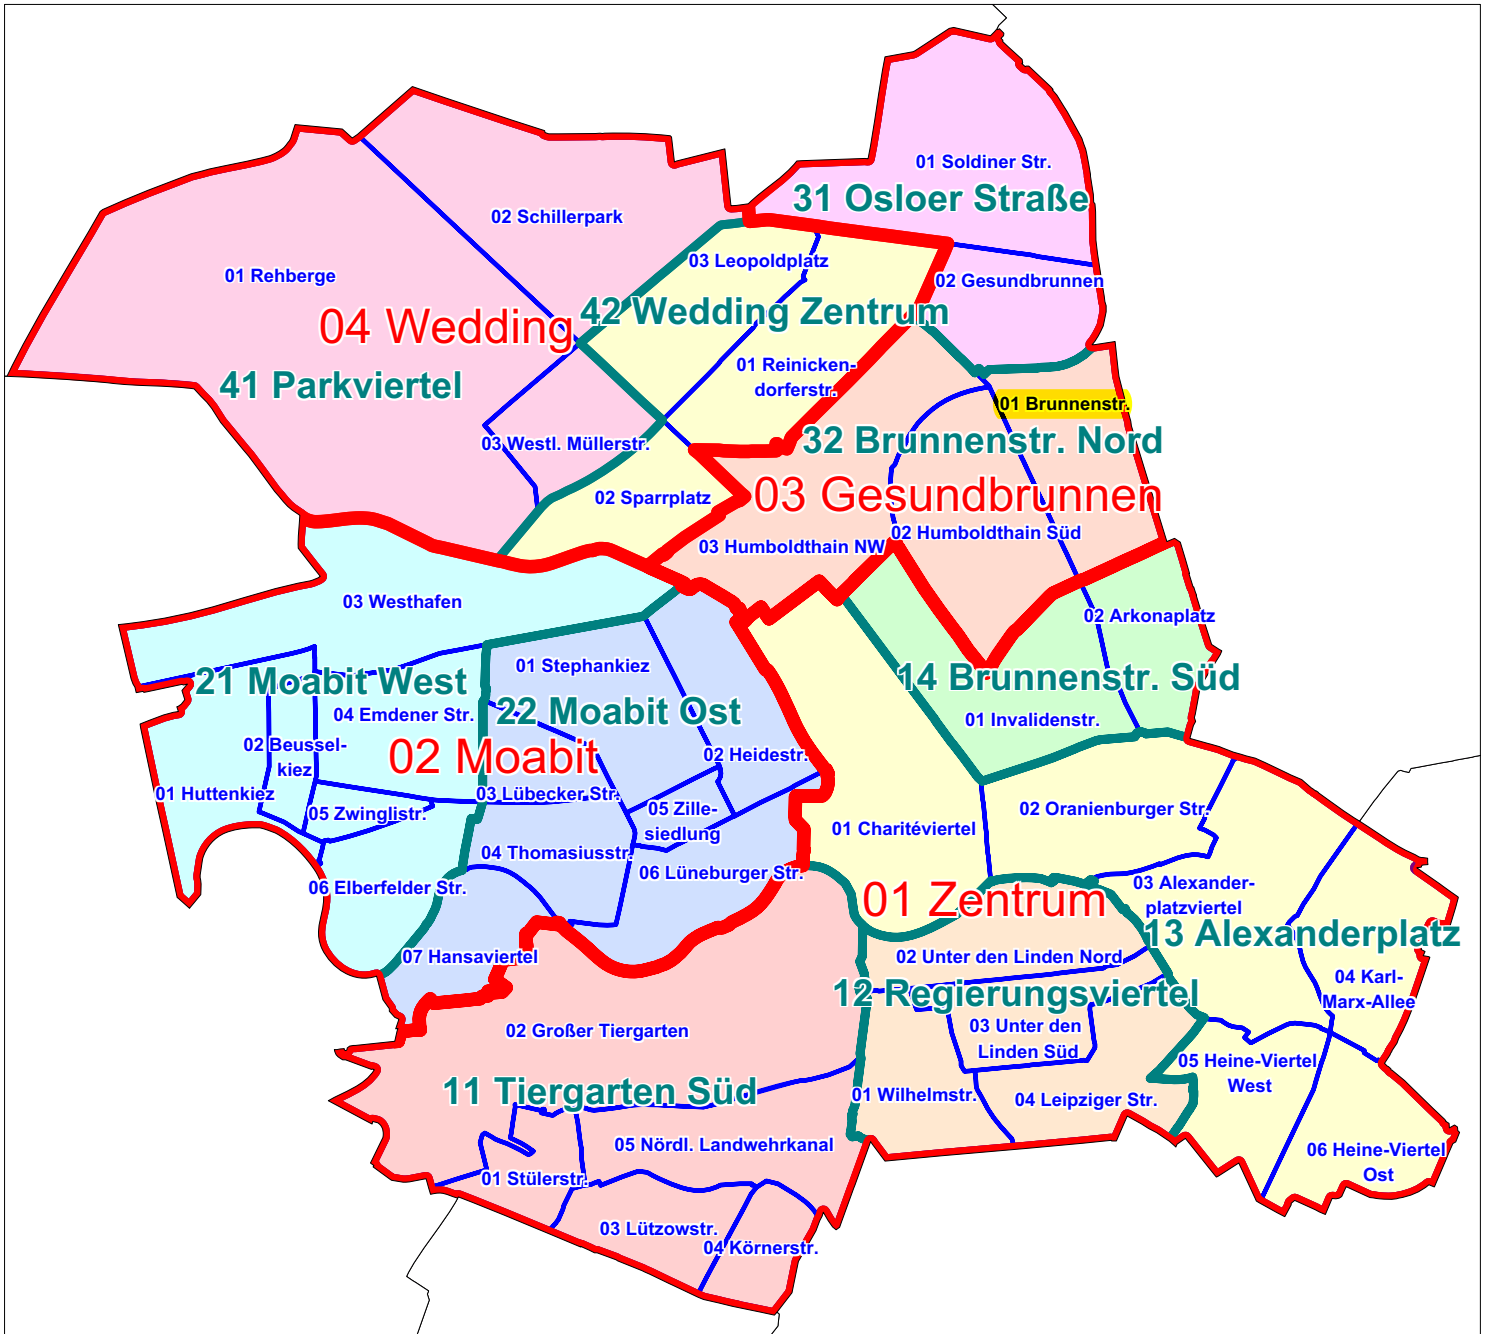 01 Soldiner Str.
31 Osloer Straße
02 Schillerpark
03 Leopoldplatz
01 Rehberge
02 Gesundbrunnen
04 Wedding
42 Wedding Zentrum
41 Parkviertel
01 Reinicken-
dorferstr.
01 Brunnenstr.
03 Westl. Müllerstr.
32 Brunnenstr. Nord
02 Sparrplatz
03 Gesundbrunnen
03 Humboldthain NW
02 Humboldthain Süd
03 Westhafen
02 Arkonaplatz
01 Stephankiez
21 Moabit West
14 Brunnenstr. Süd
04 Emdener Str.
22 Moabit Ost
01 Invalidenstr.
02 Beussel-
kiez
02 Moabit
02 Heidestr.
01 Huttenkiez
03 Lübecker Str.
05 Zwinglistr.
05 Zille-
siedlung
01 Charitéviertel
02 Oranienburger Str.
04 Thomasiusstr.
06 Lüneburger Str.
06 Elberfelder Str.
01 Zentrum
03 Alexander-
platzviertel
13 Alexanderplatz
07 Hansaviertel
02 Unter den Linden Nord
12 Regierungsviertel
04 Karl-
Marx-Allee
02 Großer Tiergarten
03 Unter den
Linden Süd
05 Heine-Viertel
West
11 Tiergarten Süd
01 Wilhelmstr.
04 Leipziger Str.
05 Nördl. Landwehrkanal
06 Heine-Viertel
Ost
01 Stülerstr.
03 Lützowstr.
04 Körnerstr.